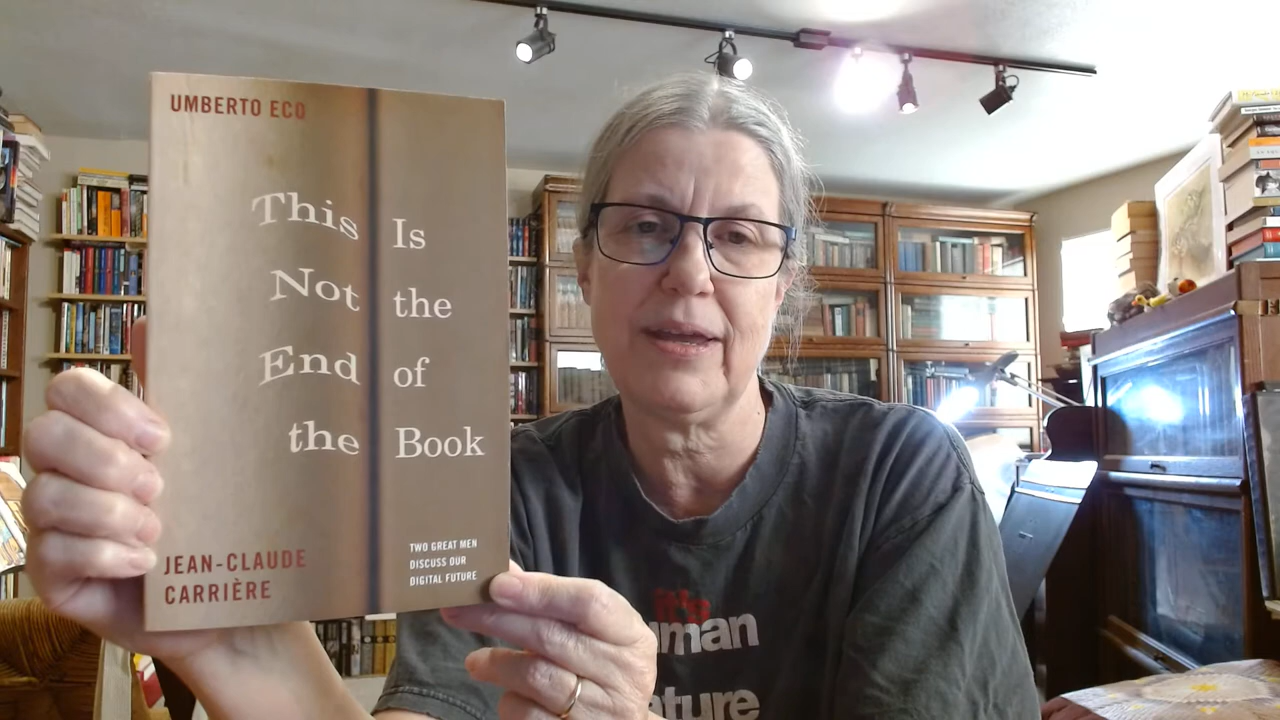 UMBERTO ECO
This Is
Not the
End of
the Book
JEAN-CLAUDE
CARRIÈRE
TWO GREAT MEN
DISCUSS OUR
DIGITAL FUTURE
it's